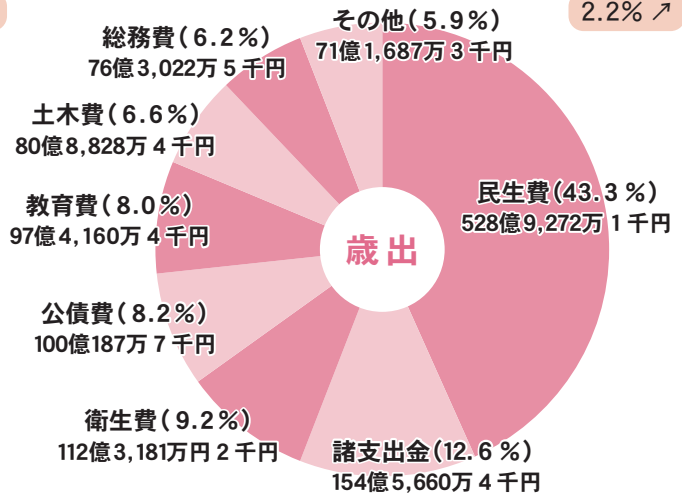 2.2% ↗
その他(5.9%)
71億1,687万3千円
総務費(6.2%)
76億3,022万5千円
土木費(6.6%)
80億8,828万4千円
教育費(8.0%)
97億4,160万4千円
公債費(8.2%)
100億187万7千円
衛生費(9.2%)
112億3,181万円2千円
諸支出金(12.6%)
154億5,660万4千円
民生費(43.3%)
528億9,272万1千円
歳出